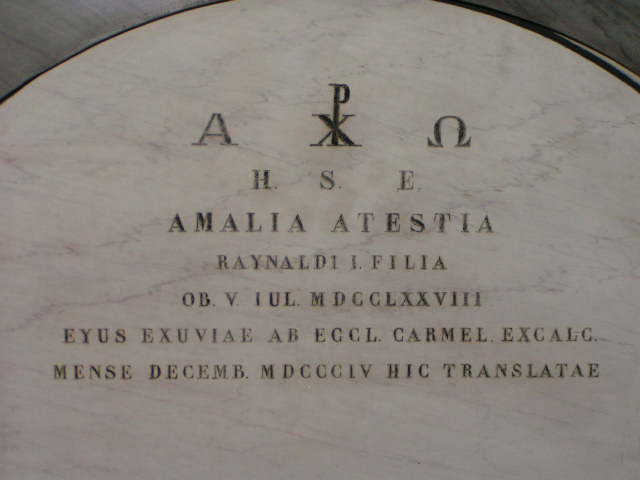 Α ☧ Ω
H. S. E.
AMALIA ATESTIA
RAYNALDI I. FILIA
OB. V. IUL. MDCCLXXVIII
EYUS EXUVIAE AB ECCL. CARMEL. EXCALC.
MENSE DECEMB. MDCCCIV HIC TRANSLATAE